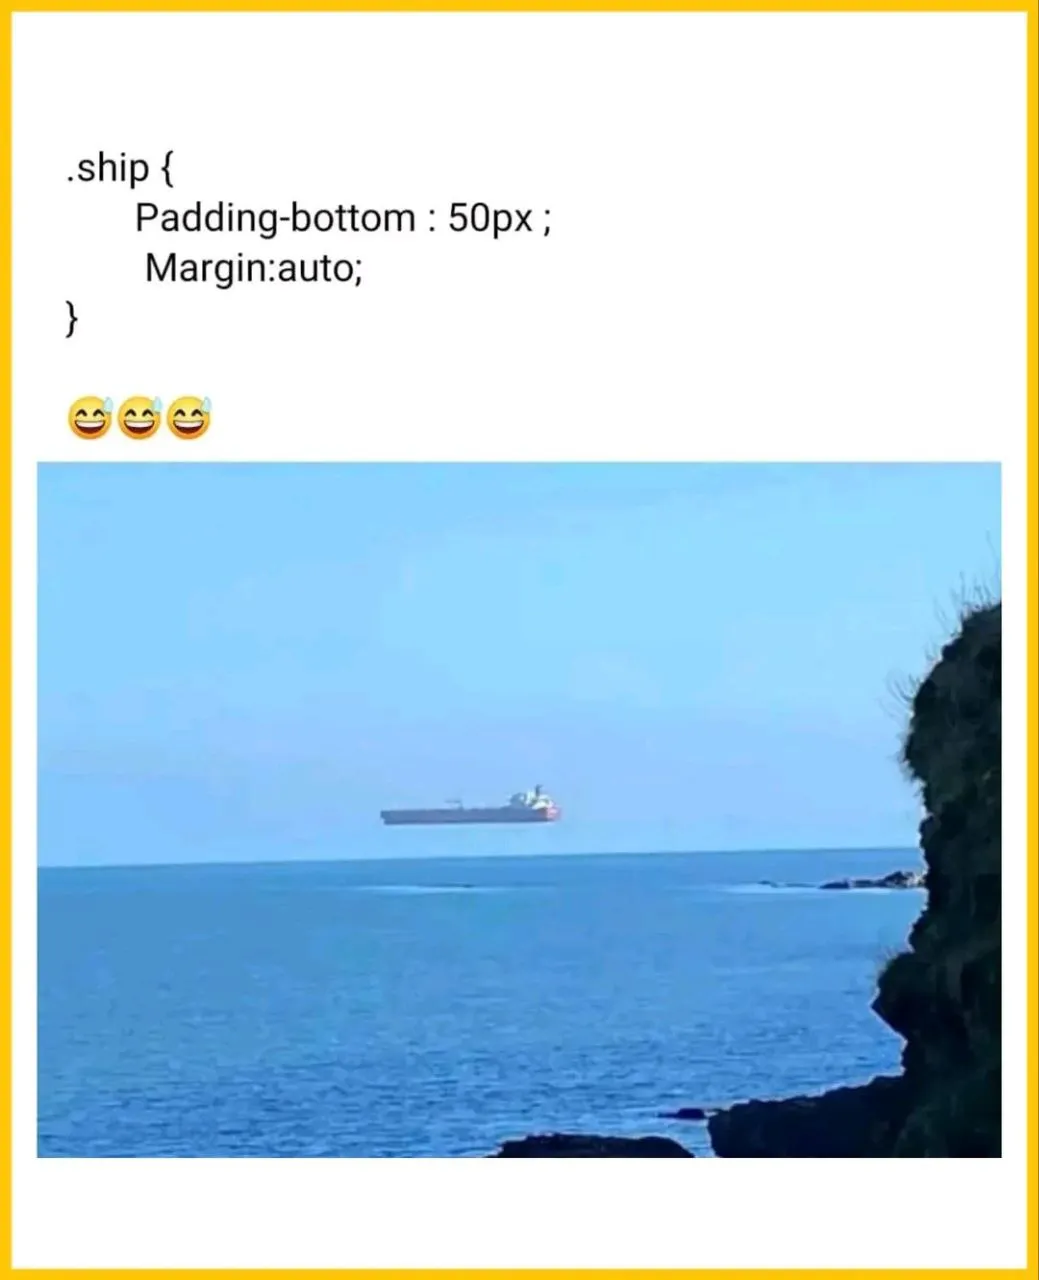 .ship {
Padding-bottom : 50px ;
Margin:auto;
}
😅😅😅